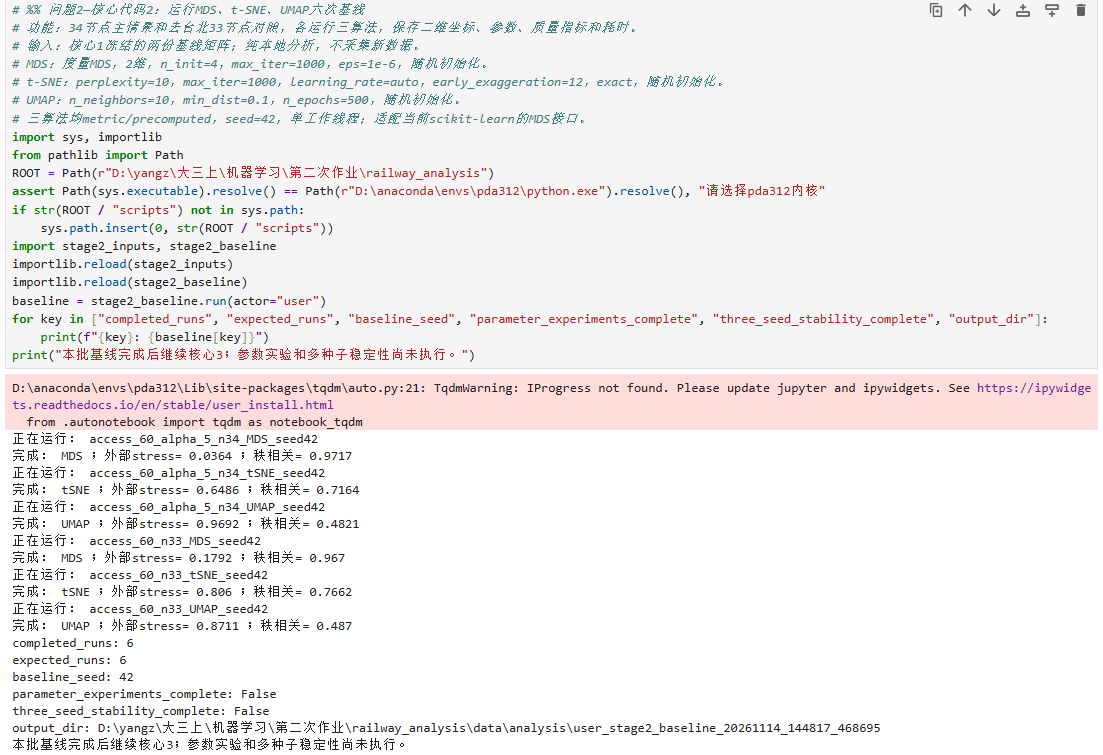 # %% 问题2—核心代码2：运行MDS、t-SNE、UMAP六次基线
# 功能：34节点主情景和去台北33节点对照，各运行三算法，保存二维坐标、参数、质量指标和耗时。
# 输入：核心1冻结的两份基线矩阵；纯本地分析，不采集新数据。
# MDS：度量MDS，2维，n_init=4，max_iter=1000，eps=1e-6，随机初始化。
# t-SNE：perplexity=10，max_iter=1000，learning_rate=auto，early_exaggeration=12，exact，随机初始化。
# UMAP：n_neighbors=10，min_dist=0.1，n_epochs=500，随机初始化。
# 三算法均metric/precomputed，seed=42，单工作线程；适配当前scikit-learn的MDS接口。
import sys, importlib
from pathlib import Path
ROOT = Path(r"D:\yangz\大三上\机器学习\第二次作业\railway_analysis")
assert Path(sys.executable).resolve() == Path(r"D:\anaconda\envs\pda312\python.exe").resolve(), "请选择pda312内核"
if str(ROOT / "scripts") not in sys.path:
    sys.path.insert(0, str(ROOT / "scripts"))
import stage2_inputs, stage2_baseline
importlib.reload(stage2_inputs)
importlib.reload(stage2_baseline)
baseline = stage2_baseline.run(actor="user")
for key in ["completed_runs", "expected_runs", "baseline_seed", "parameter_experiments_complete", "three_seed_stability_complete", "output_dir"]:
    print(f"{key}: {baseline[key]}")
print("本批基线完成后继续核心3；参数实验和多种子稳定性尚未执行。")
D:\anaconda\envs\pda312\Lib\site-packages\tqdm\auto.py:21: TqdmWarning: IProgress not found. Please update jupyter and ipywidgets. See https://ipywidge
ts.readthedocs.io/en/stable/user_install.html
  from .autonotebook import tqdm as notebook_tqdm
正在运行： access_60_alpha_5_n34_MDS_seed42
完成： MDS ；外部stress= 0.0364 ；秩相关= 0.9717
正在运行： access_60_alpha_5_n34_tSNE_seed42
完成： tSNE ；外部stress= 0.6486 ；秩相关= 0.7164
正在运行： access_60_alpha_5_n34_UMAP_seed42
完成： UMAP ；外部stress= 0.9692 ；秩相关= 0.4821
正在运行： access_60_n33_MDS_seed42
完成： MDS ；外部stress= 0.1792 ；秩相关= 0.967
正在运行： access_60_n33_tSNE_seed42
完成： tSNE ；外部stress= 0.806 ；秩相关= 0.7662
正在运行： access_60_n33_UMAP_seed42
完成： UMAP ；外部stress= 0.8711 ；秩相关= 0.487
completed_runs: 6
expected_runs: 6
baseline_seed: 42
parameter_experiments_complete: False
three_seed_stability_complete: False
output_dir: D:\yangz\大三上\机器学习\第二次作业\railway_analysis\data\analysis\user_stage2_baseline_20261114_144817_468695
本批基线完成后继续核心3；参数实验和多种子稳定性尚未执行。